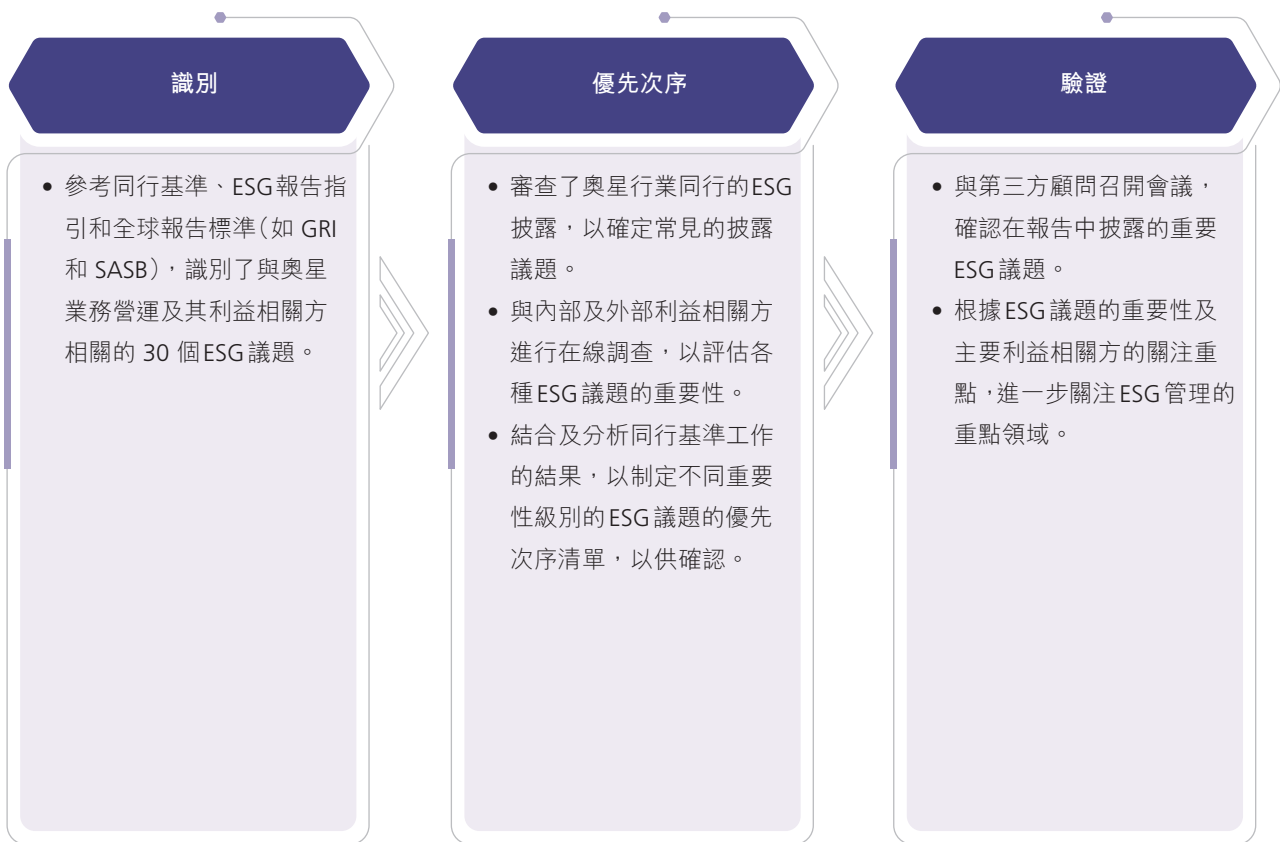 識別
• 參考同行基準、ESG報告指
引和全球報告標準(如 GRI
和 SASB),識別了與奧星
業務營運及其利益相關方
相關的 30 個ESG議題。
優先次序
• 審查了奧星行業同行的ESG
披露,以確定常見的披露
議題。
• 與內部及外部利益相關方
進行在線調查,以評估各
種ESG議題的重要性。
• 結合及分析同行基準工作
的結果,以制定不同重要
性級別的ESG議題的優先
次序清單,以供確認。
驗證
• 與第三方顧問召開會議,
確認在報告中披露的重要
ESG議題。
• 根據ESG議題的重要性及
主要利益相關方的關注重
點,進一步關注ESG管理的
重點領域。